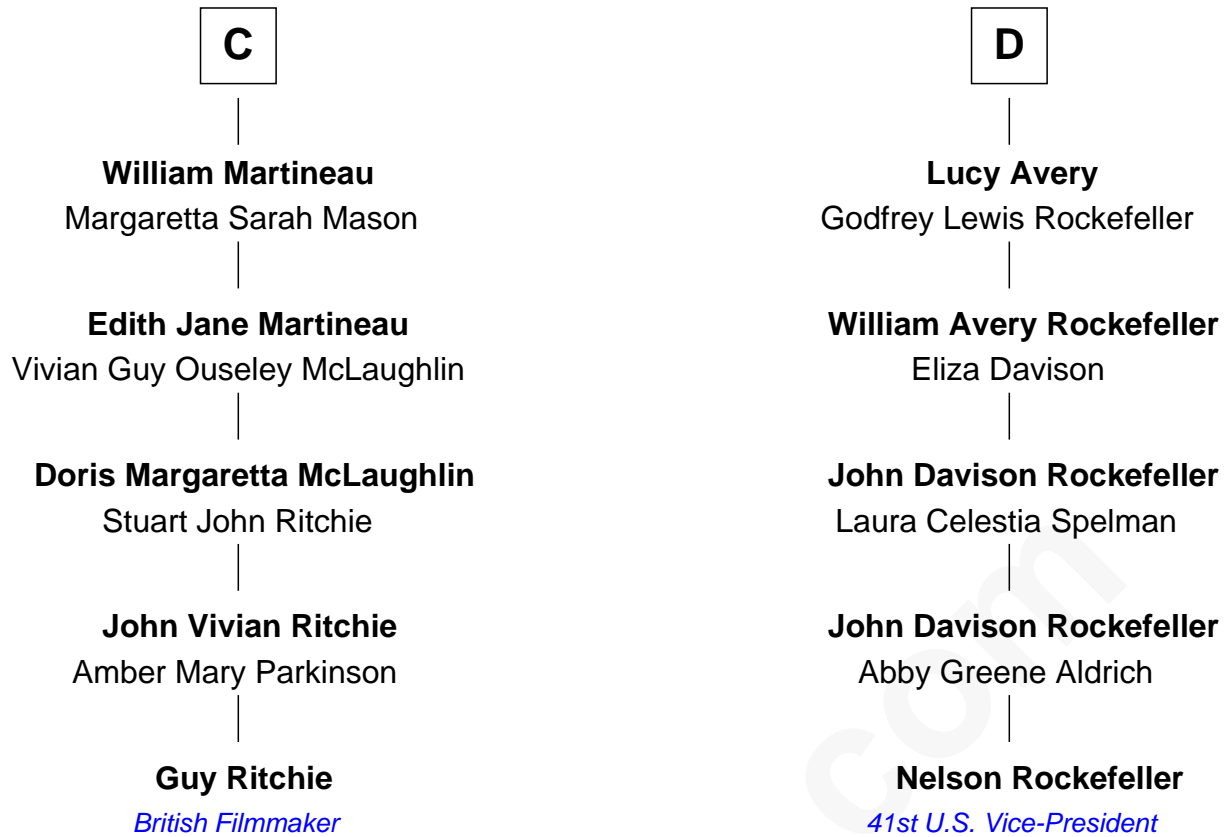 C
William Martineau
Margaretta Sarah Mason
Edith Jane Martineau
Vivian Guy Ouseley McLaughlin
Doris Margaretta McLaughlin
Stuart John Ritchie
John Vivian Ritchie
Amber Mary Parkinson
Guy Ritchie
British Filmmaker
D
Lucy Avery
Godfrey Lewis Rockefeller
William Avery Rockefeller
Eliza Davison
John Davison Rockefeller
Laura Celestia Spelman
John Davison Rockefeller
Abby Greene Aldrich
Nelson Rockefeller
41st U.S. Vice-President
com